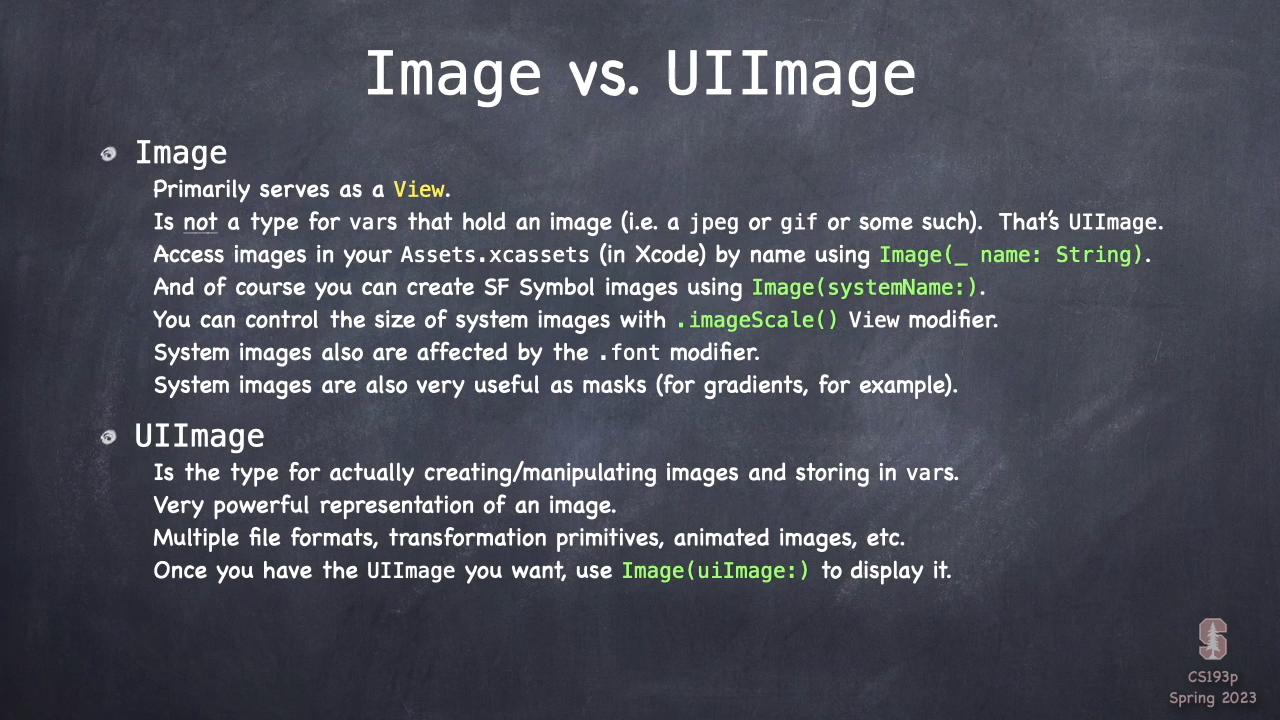 Image vs. UIImage
Image
Primarily serves as a View.
Is not a type for vars that hold an image (i.e. a jpeg or gif or some such). That's UIImage.
Access images in your Assets.xcassets (in Xcode) by name using Image(_ name: String).
And of course you can create SF Symbol images using Image(systemName:).
You can control the size of system images with .imageScale() View modifier.
System images also are affected by the .font modifier.
System images are also very useful as masks (for gradients, for example).
UIImage
Is the type for actually creating/manipulating images and storing in vars.
Very powerful representation of an image.
Multiple file formats, transformation primitives, animated images, etc.
Once you have the UIImage you want, use Image(uiImage:) to display it.
S
CS193p
Spring 2023